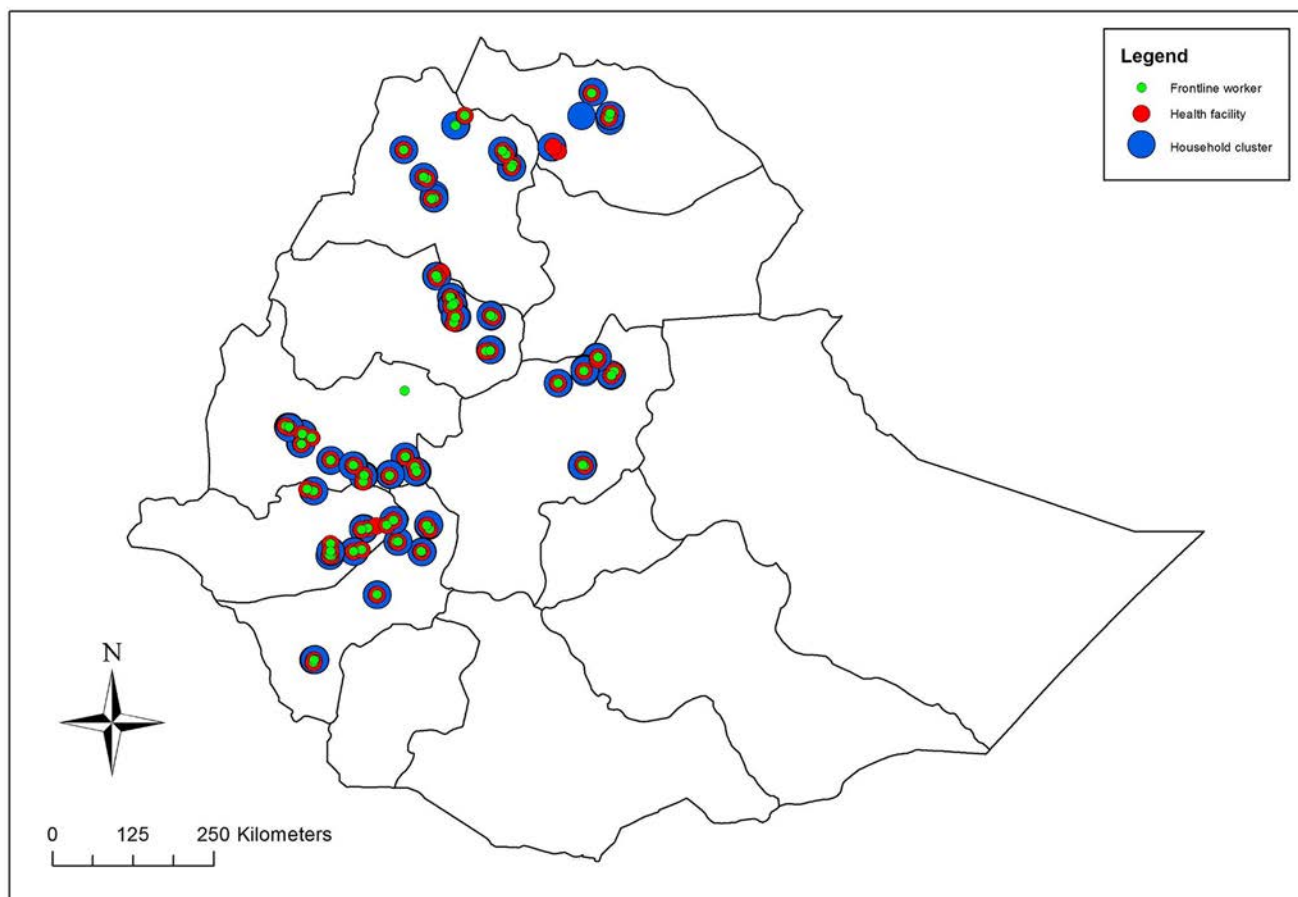 Legend
Frontline worker
Health facility
Household cluster
N
0 125 250 Kilometers